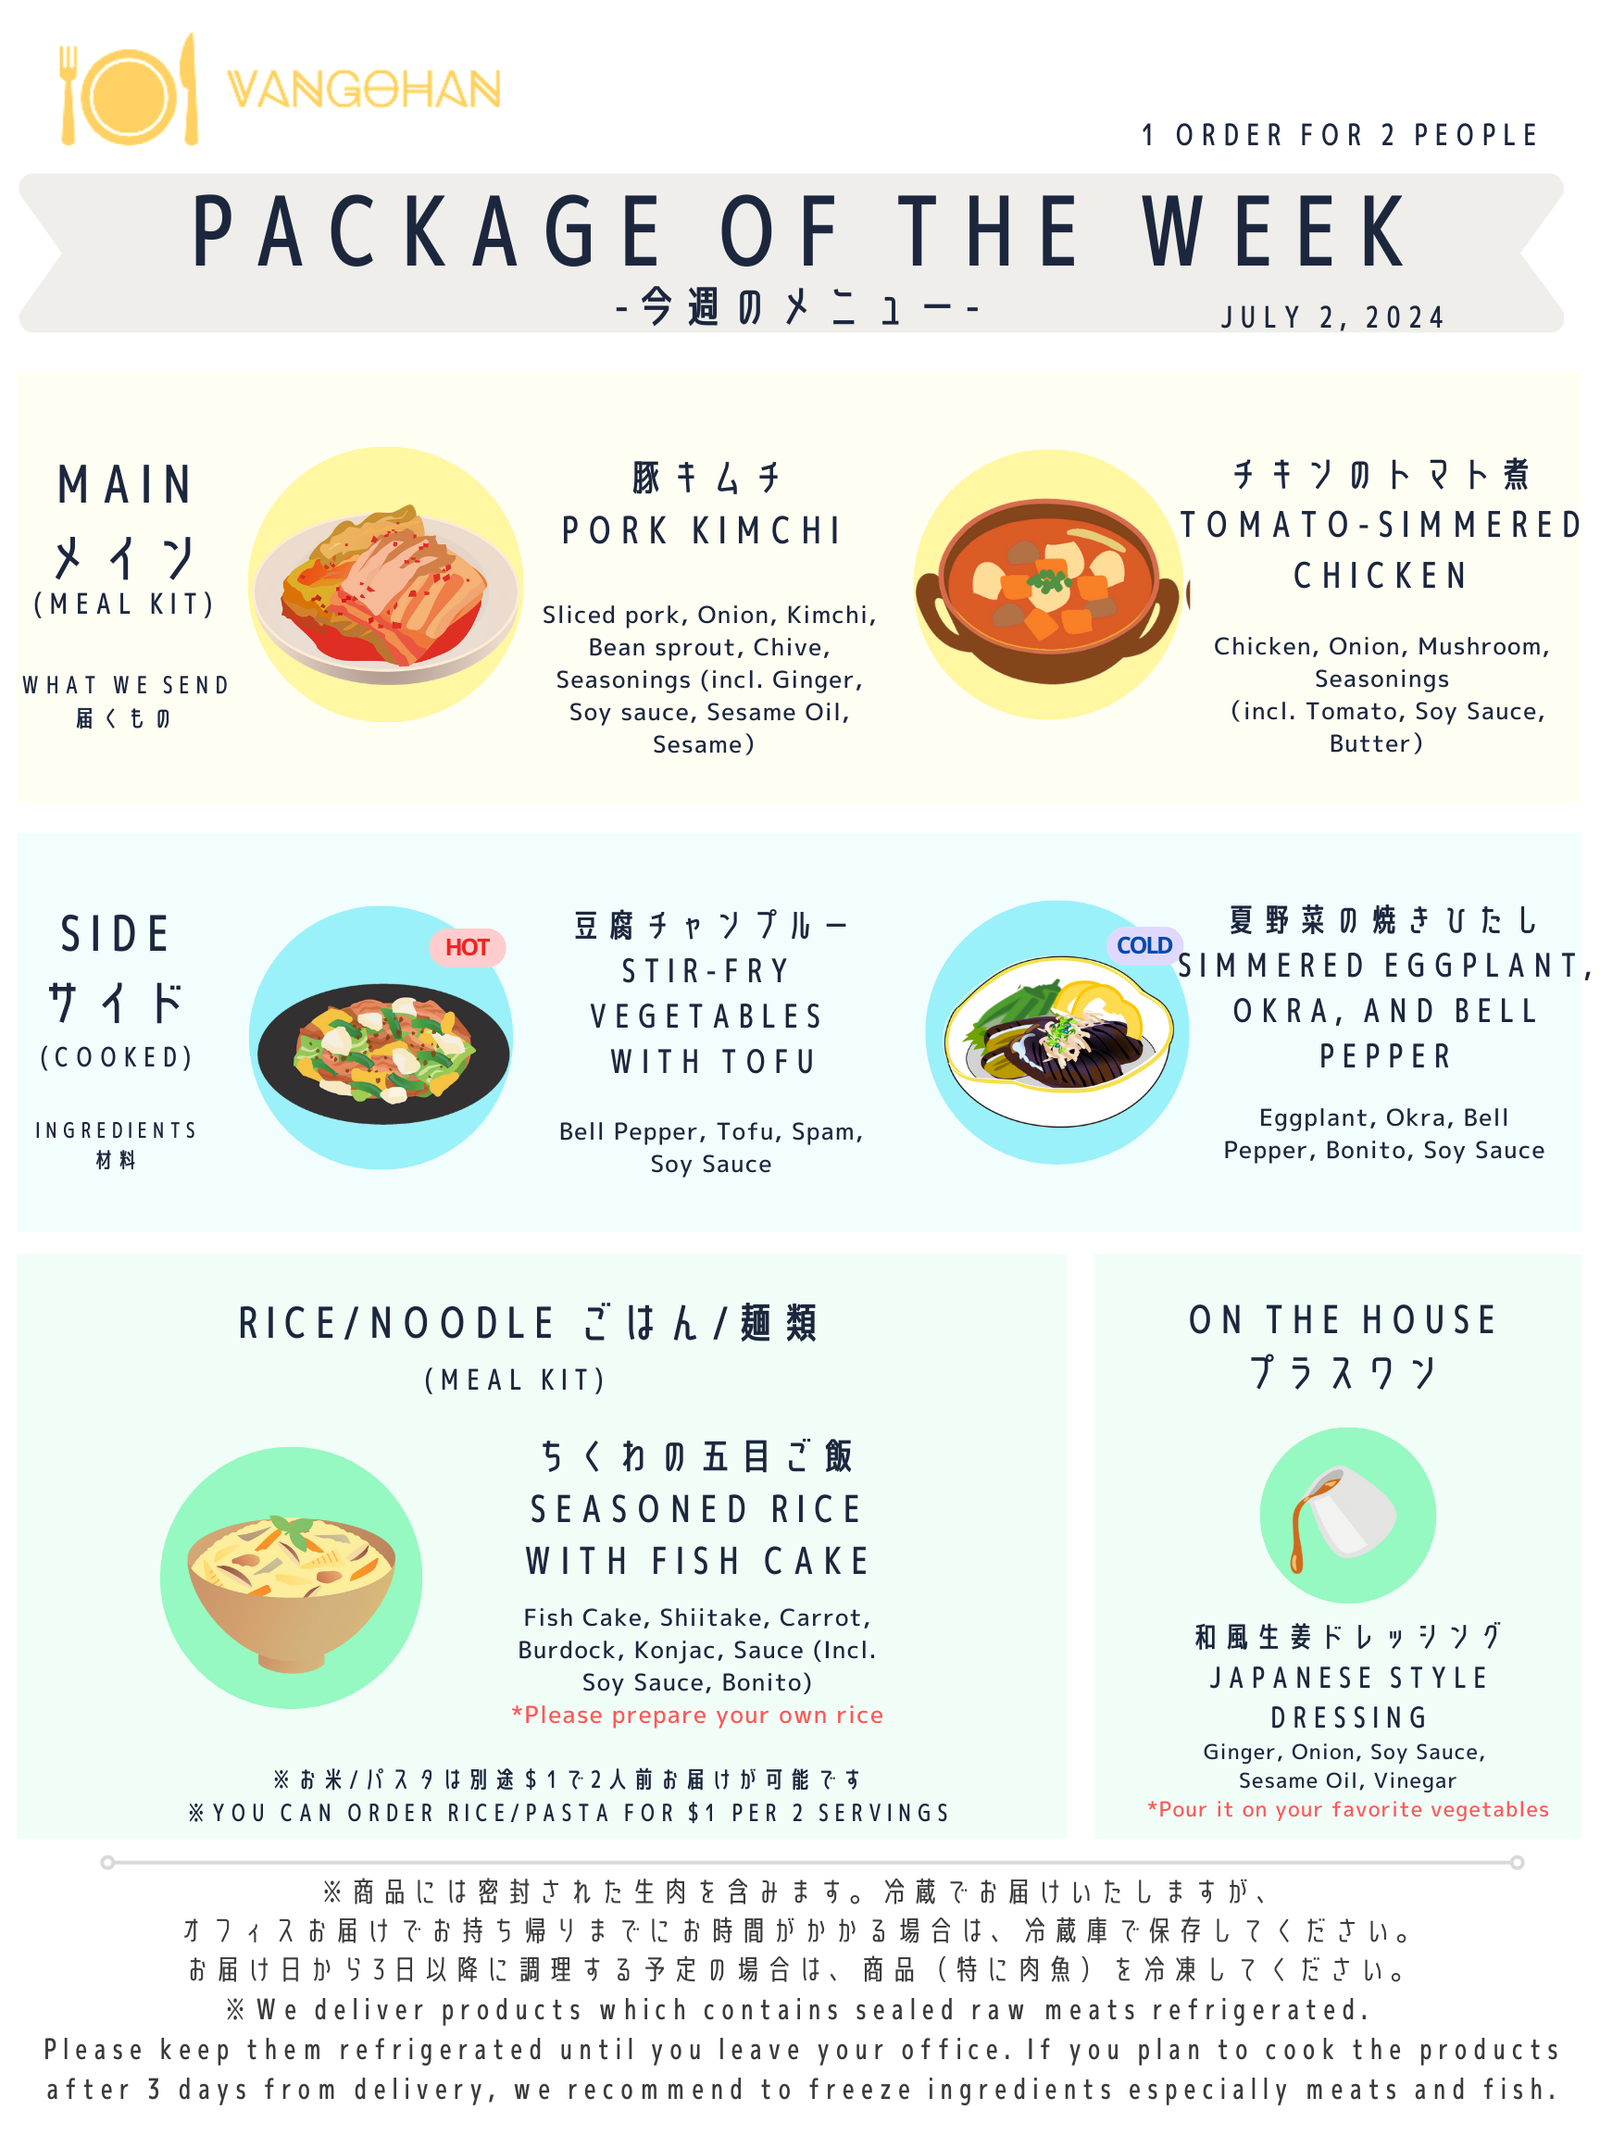 VANGOHAN
1 ORDER FOR 2 PEOPLE
PACKAGE OF THE WEEK
-今週のメニュー-
JULY 2, 2024
MAIN
メイン
(MEAL KIT)
WHAT WE SEND
届くもの
豚キムチ
PORK KIMCHI
Sliced pork, Onion, Kimchi,
Bean sprout, Chive,
Seasonings (incl. Ginger,
Soy sauce, Sesame Oil,
Sesame)
チキンのトマト煮
TOMATO-SIMMERED
CHICKEN
Chicken, Onion, Mushroom,
Seasonings
(incl. Tomato, Soy Sauce,
Butter)
SIDE
サイド
(COOKED)
INGREDIENTS
材料
HOT
豆腐チャンプルー
STIR-FRY
VEGETABLES
WITH TOFU
Bell Pepper, Tofu, Spam,
Soy Sauce
COLD
夏野菜の焼きひたし
SIMMERED EGGPLANT,
OKRA, AND BELL
PEPPER
Eggplant, Okra, Bell
Pepper, Bonito, Soy Sauce
RICE/NOODLE ごはん/麺類
(MEAL KIT)
ちくわの五目ご飯
SEASONED RICE
WITH FISH CAKE
Fish Cake, Shiitake, Carrot,
Burdock, Konjac, Sauce (Incl.
Soy Sauce, Bonito)
*Please prepare your own rice
※お米/パスタは別途$1で2人前お届けが可能です
※YOU CAN ORDER RICE/PASTA FOR $1 PER 2 SERVINGS
ON THE HOUSE
プラスワン
和風生姜ドレッシング
JAPANESE STYLE
DRESSING
Ginger, Onion, Soy Sauce,
Sesame Oil, Vinegar
*Pour it on your favorite vegetables
※商品には密封された生肉を含みます。冷蔵でお届けいたしますが、
オフィスお届けでお持ち帰りまでにお時間がかかる場合は、冷蔵庫で保存してください。
お届け日から3日以降に調理する予定の場合は、商品（特に肉魚）を冷凍してください。
※We deliver products which contains sealed raw meats refrigerated.
Please keep them refrigerated until you leave your office. If you plan to cook the products
after 3 days from delivery, we recommend to freeze ingredients especially meats and fish.